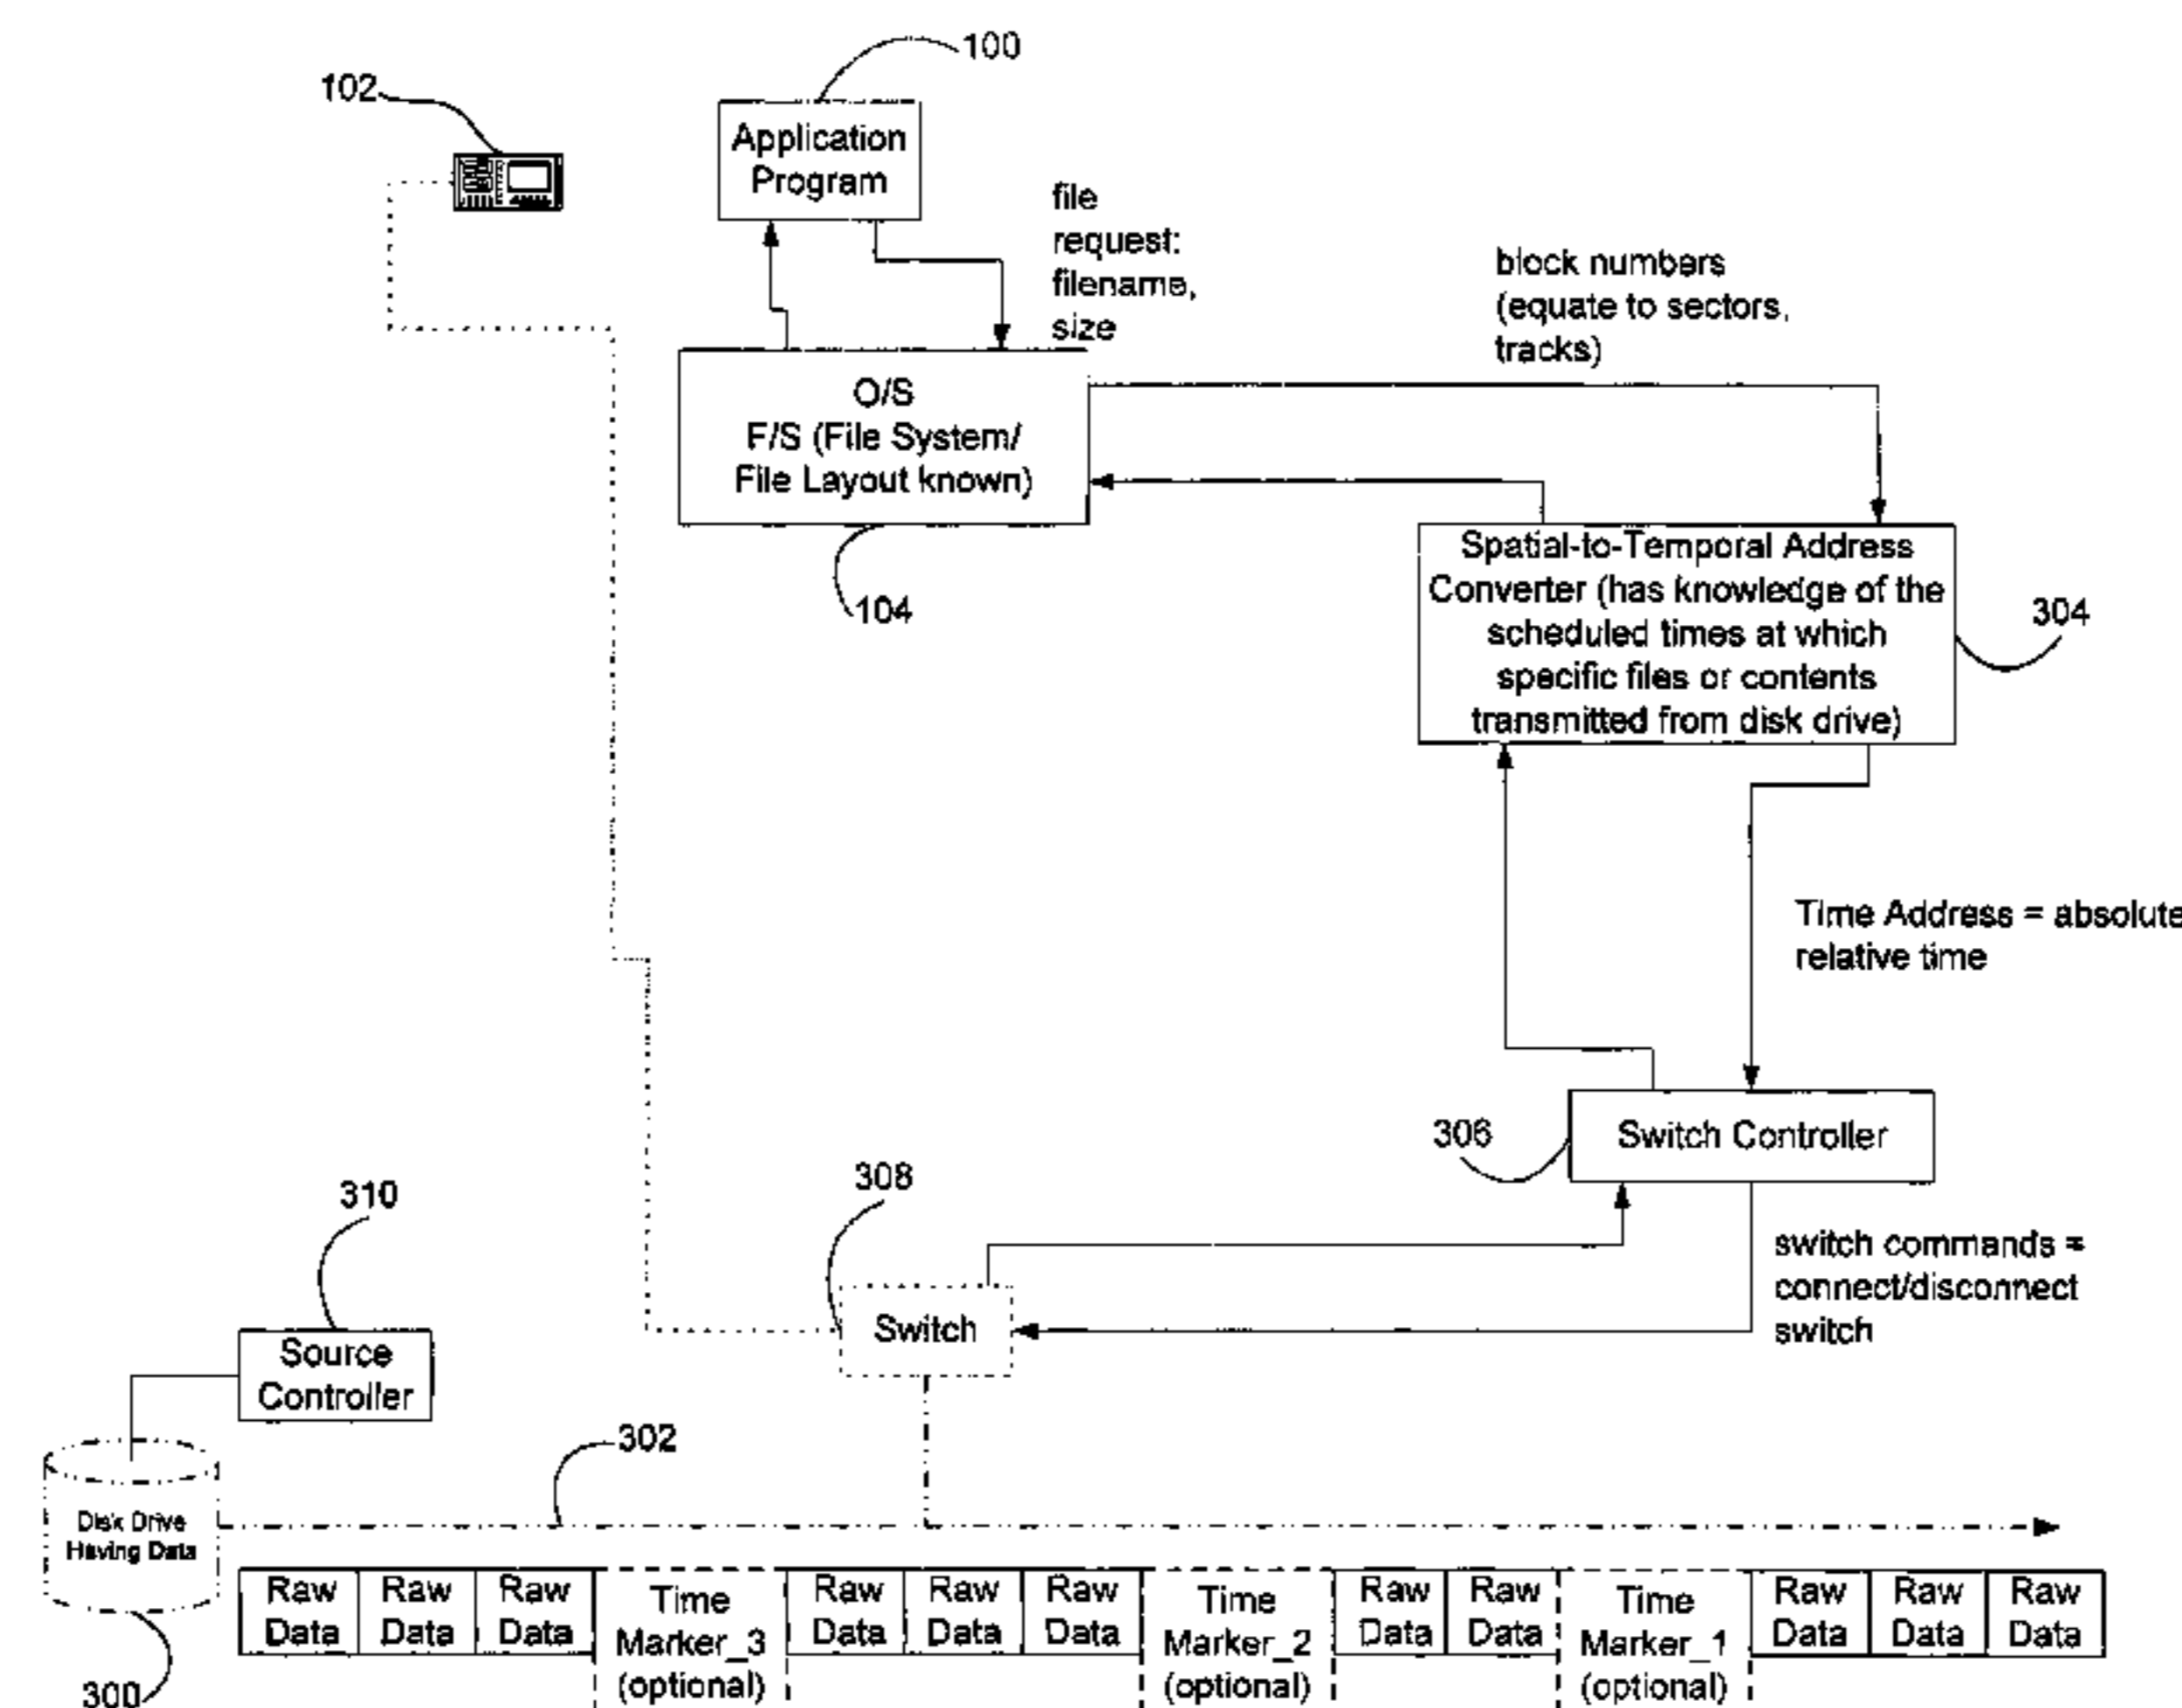 100
102
Application
Program
file
request:
filename,
size
block numbers
(equate to sectors,
tracks)
O/S
F/S (File System/
File Layout known)
104
Spatial-to-Temporal Address
Converter (has knowledge of the
scheduled times at which
specific files or contents
transmitted from disk drive)
304
Time Address = absolute
relative time
306
Switch Controller
308
310
switch commands =
connect/disconnect
switch
Switch
Source
Controller
302
Disk Drive
Having Data
Raw
Data
Raw
Data
Raw
Data
Time
Marker_3
(optional)
Raw
Data
Raw
Data
Raw
Data
Time
Marker_2
(optional)
Raw
Data
Raw
Data
Time
Marker_1
(optional)
Raw
Data
Raw
Data
Raw
Data
300